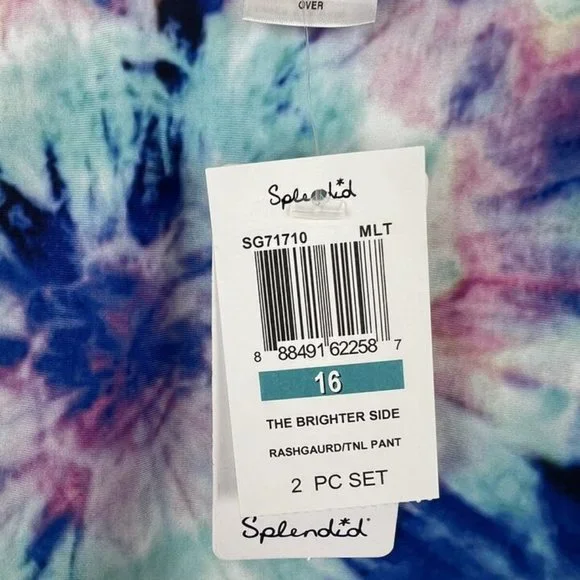 OVER
Splendid
SG71710 MLT
8 88491 62258 7
16
THE BRIGHTER SIDE
RASHGAURD/TNL PANT
2 PC SET
Splendid